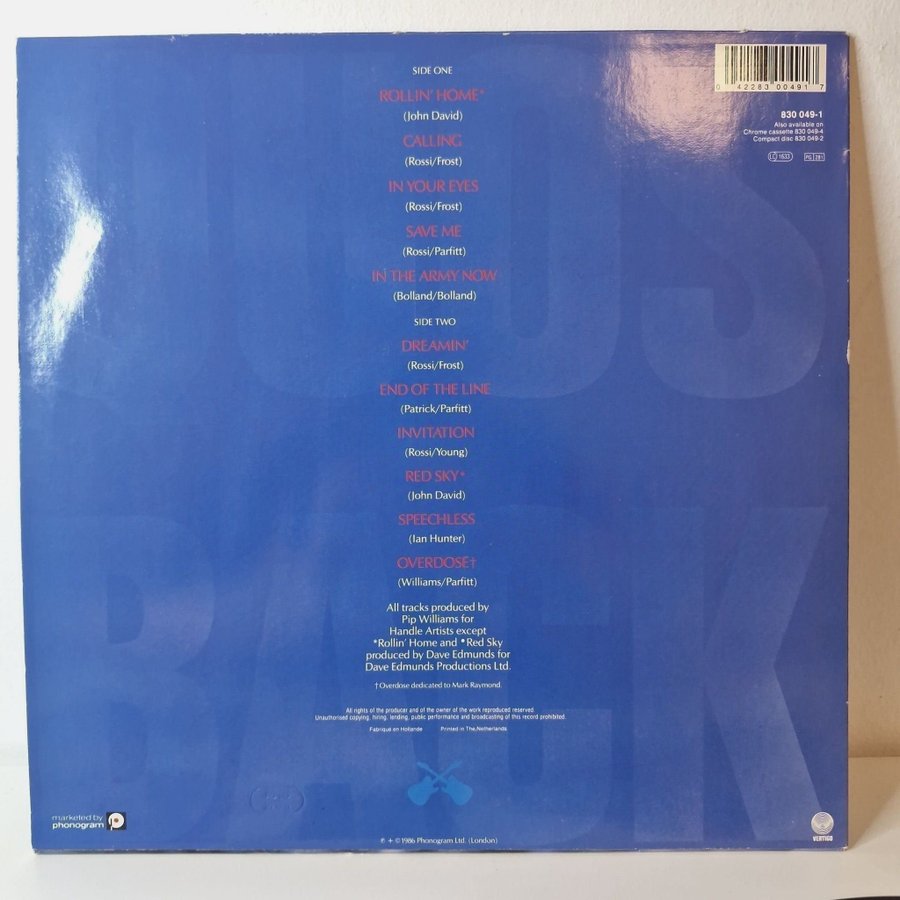 SIDE ONE
ROLLIN' HOME*
(John David)
CALLING
(Rossi/Frost)
IN YOUR EYES
(Rossi/Frost)
SAVE ME
(Rossi/Parfitt)
IN THE ARMY NOW
(Bolland/Bolland)
SIDE TWO
DREAMIN'
(Rossi/Frost)
END OF THE LINE
(Patrick/Parfitt)
INVITATION
(Rossi/Young)
RED SKY*
(John David)
SPEECHLESS
(Ian Hunter)
OVERDOSE†
(Williams/Parfitt)
All tracks produced by
Pip Williams for
Handle Artists except
*Rollin' Home and *Red Sky
produced by Dave Edmunds for
Dave Edmunds Productions Ltd.
†Overdose dedicated to Mark Raymond.
All rights of the producer and of the owner of the work reproduced reserved.
Unauthorised copying, hiring, lending, public performance and broadcasting of this record prohibited.
Fabriqué en Hollande Printed in The Netherlands
℗ + © 1986 Phonogram Ltd. (London)
0 42283 00491 7
830 049-1
Also available on
Chrome cassette 830 049-4
Compact disc 830 049-2
LC 1633 PG 281
QUO'S
BACK
marketed by
phonogram
VERTIGO